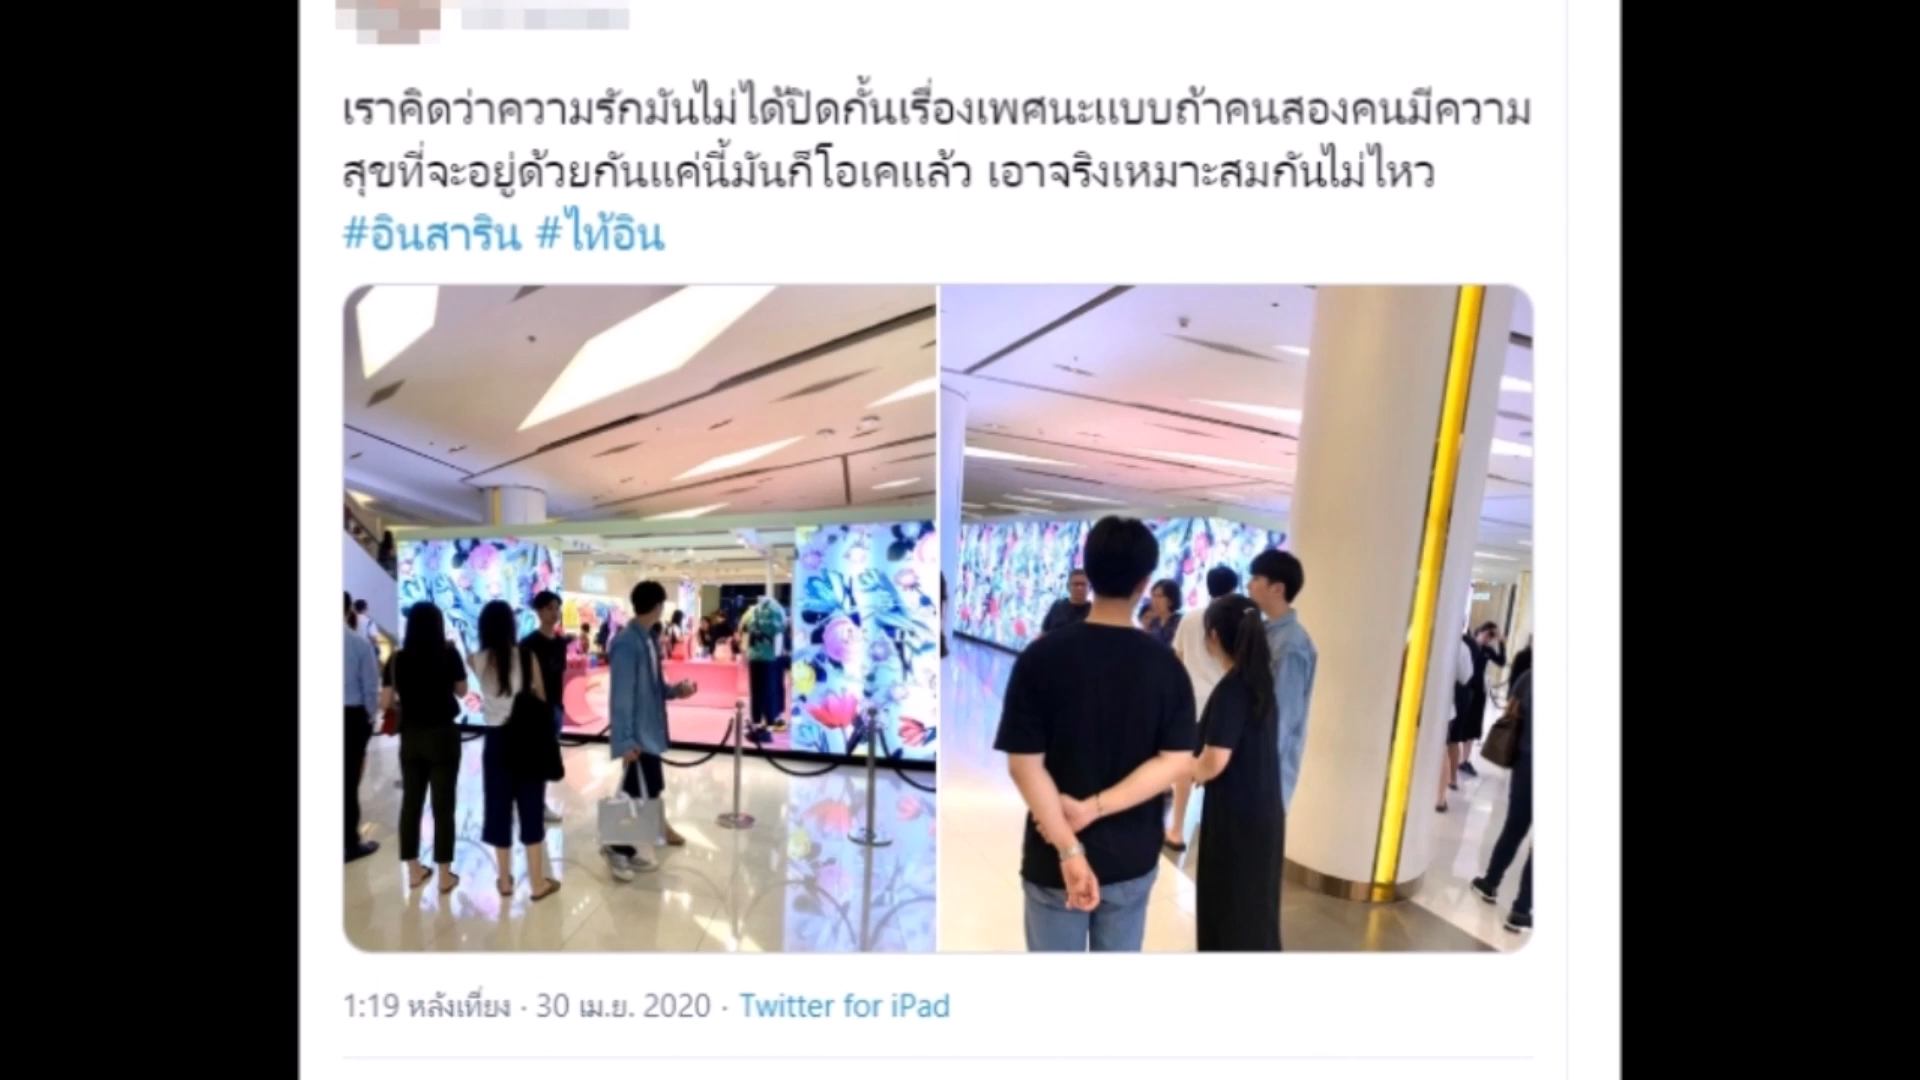 เราคิดว่าความรักมันไม่ได้ปิดกั้นเรื่องเพศนะแบบถ้าคนสองคนมีความ
สุขที่จะอยู่ด้วยกันแค่นี้มันก็โอเคแล้ว เอาจริงเหมาะสมกันไม่ไหว
#อินสาริน #ไท้อิน
1:19 หลังเที่ยง · 30 เม.ย. 2020 · Twitter for iPad